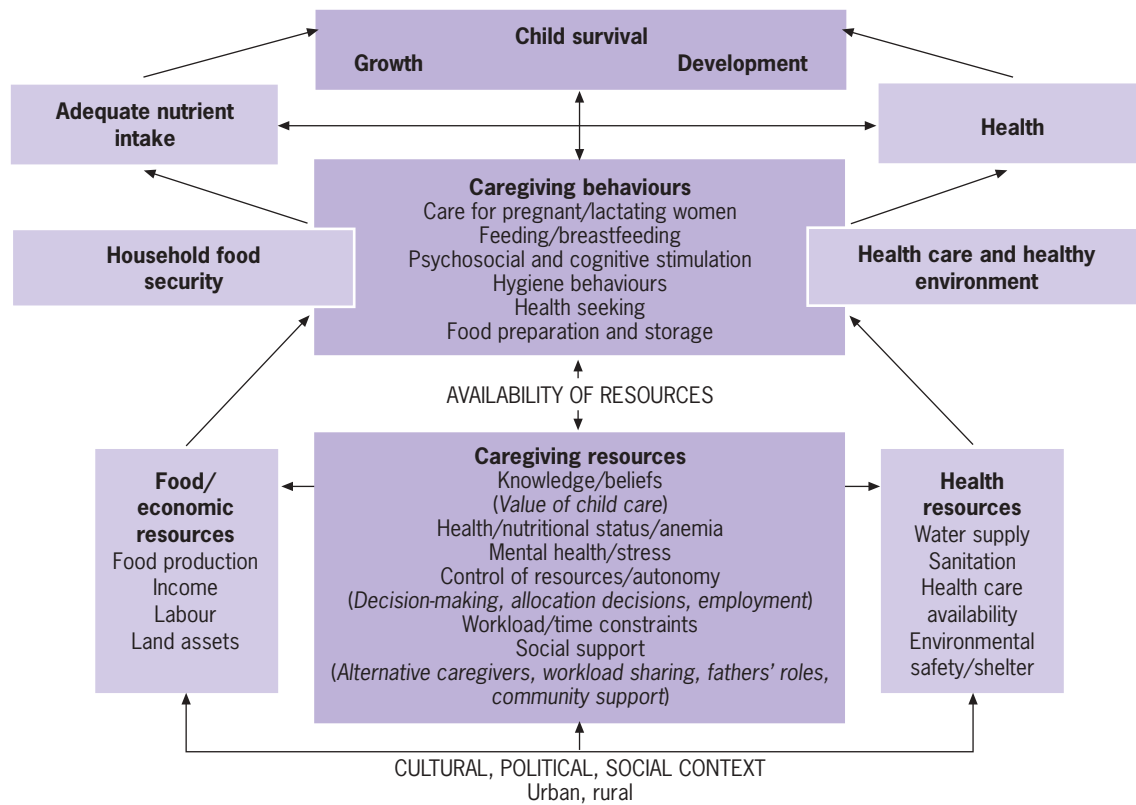 Child survival
Growth Development
Adequate nutrient
intake
Health
Caregiving behaviours
Care for pregnant/lactating women
Feeding/breastfeeding
Psychosocial and cognitive stimulation
Hygiene behaviours
Health seeking
Food preparation and storage
Household food
security
Health care and healthy
environment
AVAILABILITY OF RESOURCES
Food/
economic
resources
Food production
Income
Labour
Land assets
Caregiving resources
Knowledge/beliefs
(Value of child care)
Health/nutritional status/anemia
Mental health/stress
Control of resources/autonomy
(Decision-making, allocation decisions, employment)
Workload/time constraints
Social support
(Alternative caregivers, workload sharing, fathers' roles,
community support)
Health
resources
Water supply
Sanitation
Health care
availability
Environmental
safety/shelter
CULTURAL, POLITICAL, SOCIAL CONTEXT
Urban, rural